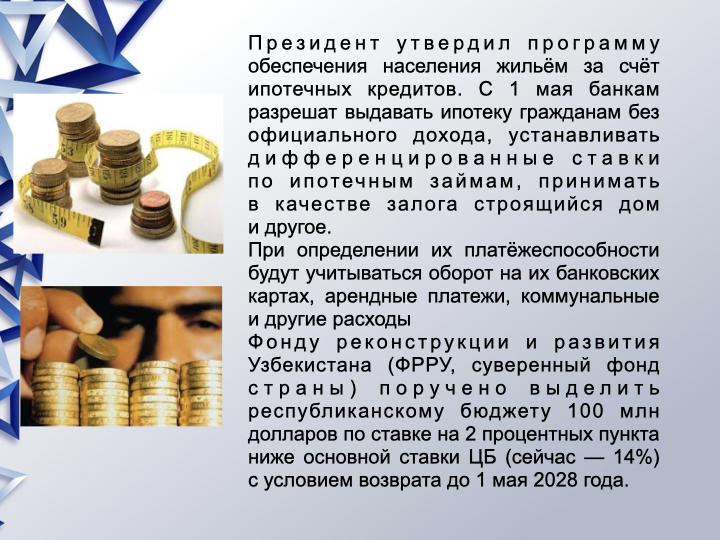 Президент утвердил программу
обеспечения населения жильём за счёт
ипотечных кредитов. С 1 мая банкам
разрешат выдавать ипотеку гражданам без
официального дохода, устанавливать
дифференцированные ставки
по ипотечным займам, принимать
в качестве залога строящийся дом
и другое.
При определении их платёжеспособности
будут учитываться оборот на их банковских
картах, арендные платежи, коммунальные
и другие расходы
Фонду реконструкции и развития
Узбекистана (ФРРУ, суверенный фонд
страны) поручено выделить
республиканскому бюджету 100 млн
долларов по ставке на 2 процентных пункта
ниже основной ставки ЦБ (сейчас — 14%)
с условием возврата до 1 мая 2028 года.
53
58
59